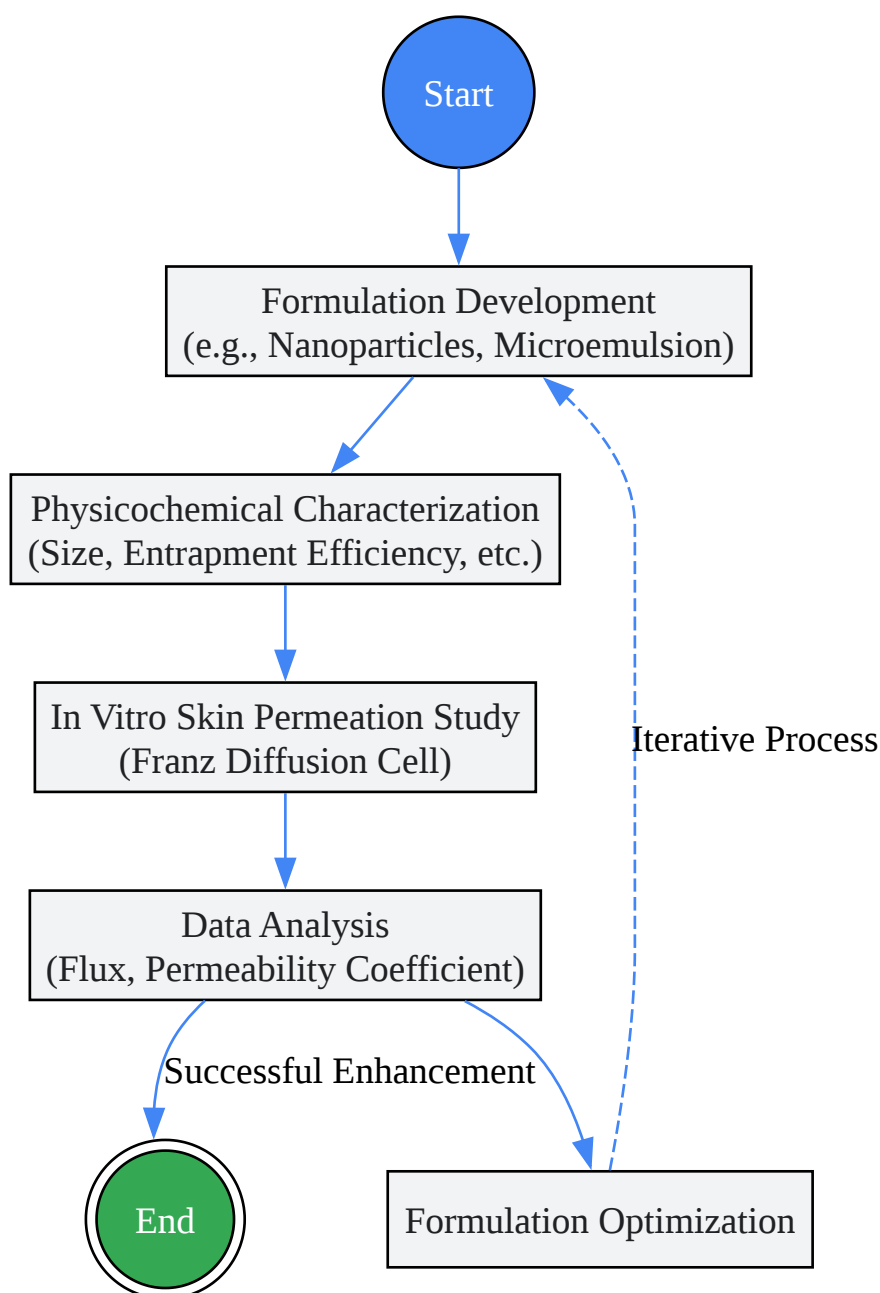 Start
Formulation Development
(e.g., Nanoparticles, Microemulsion)
Physicochemical Characterization
(Size, Entrapment Efficiency, etc.)
In Vitro Skin Permeation Study
(Franz Diffusion Cell)
Iterative Process
Data Analysis
(Flux, Permeability Coefficient)
Successful Enhancement
End
Formulation Optimization